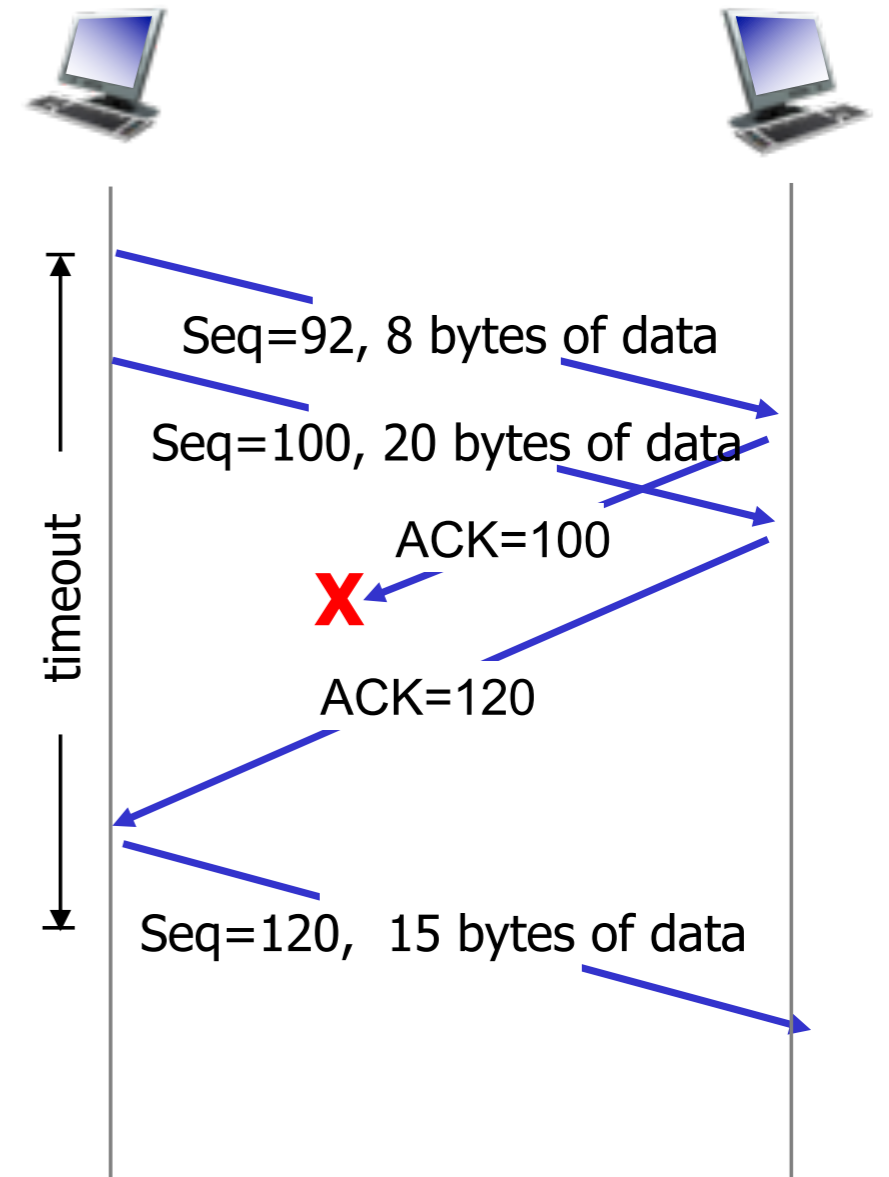 Seq=92, 8 bytes of data
Seq=100, 20 bytes of data
ACK=100
X
timeout
ACK=120
Seq=120, 15 bytes of data